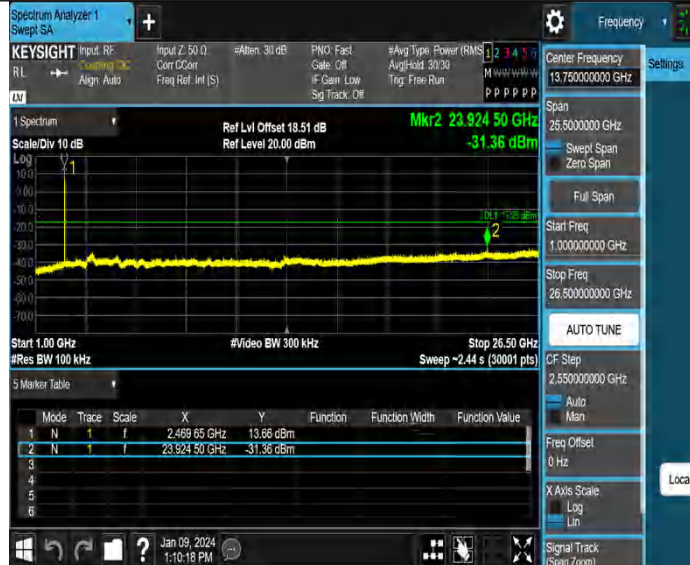 Spectrum Analyzer 1
Swept SA
+
Frequency
KEYSIGHT
RL
Input: RF
Coupling: DC
Align: Auto
Input Z: 50 Ω
Corr CCorr
Freq Ref: Int (S)
#Atten: 30 dB
PNO: Fast
Gate: Off
IF Gain: Low
Sig Track: Off
#Avg Type: Power (RMS
Avg|Hold: 30/30
Trig: Free Run
1 2 3 4 5 6
M W W W W W
P P P P P P
LXI
1 Spectrum
Scale/Div 10 dB
Ref Lvl Offset 18.51 dB
Ref Level 20.00 dBm
Mkr2 23.924 50 GHz
-31.36 dBm
Log
10.0
0.00
-10.0
-20.0
-30.0
-40.0
-50.0
-60.0
-70.0
1
2
Start 1.00 GHz
#Res BW 100 kHz
#Video BW 300 kHz
Stop 26.50 GHz
Sweep ~2.44 s (30001 pts)
5 Marker Table
Mode Trace Scale X Y Function Function Width Function Value
1 N 1 f 2.469 65 GHz 13.66 dBm
2 N 1 f 23.924 50 GHz -31.36 dBm
3
4
5
6
?
Jan 09, 2024
1:10:18 PM
Center Frequency
13.750000000 GHz
Settings
Span
25.5000000 GHz
Swept Span
Zero Span
Full Span
Start Freq
1.000000000 GHz
Stop Freq
26.500000000 GHz
AUTO TUNE
CF Step
2.550000000 GHz
Auto
Man
Freq Offset
0 Hz
X Axis Scale
Log
Lin
Loca
Signal Track
(Span Zoom)